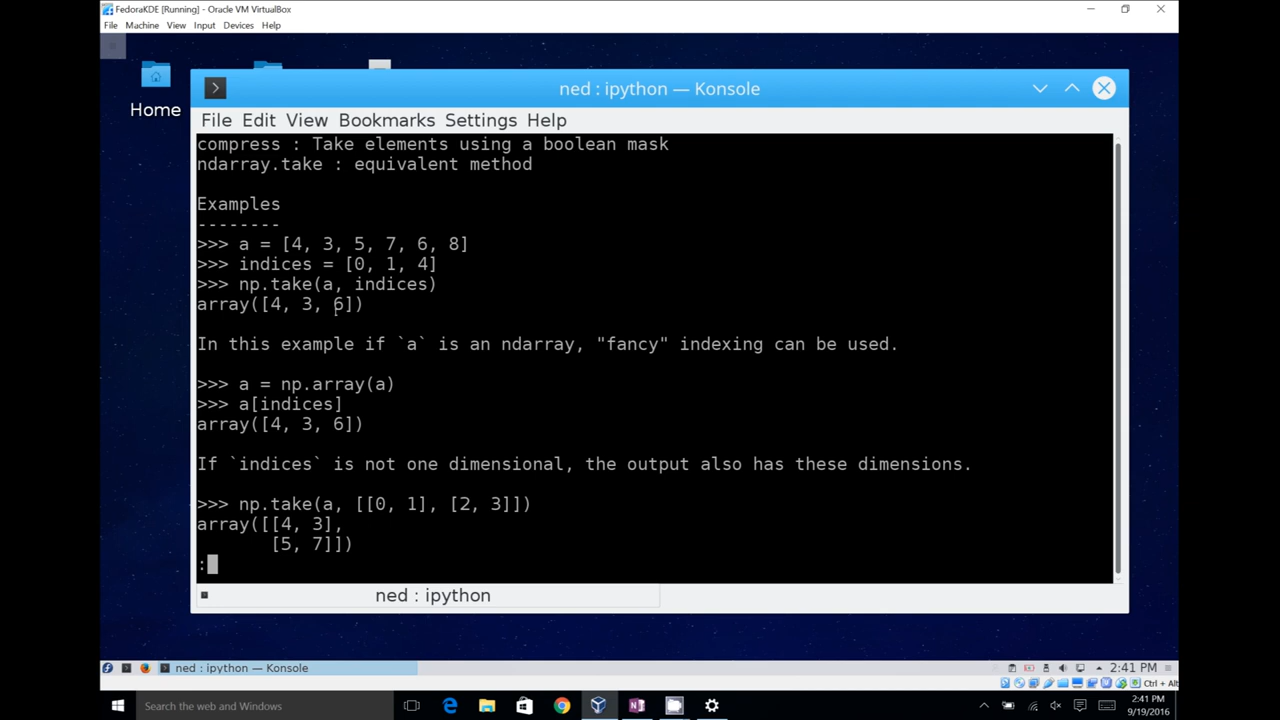 FedoraKDE [Running] - Oracle VM VirtualBox
File Machine View Input Devices Help
Home
ned : ipython — Konsole
File Edit View Bookmarks Settings Help
compress : Take elements using a boolean mask
ndarray.take : equivalent method
Examples
--------
>>> a = [4, 3, 5, 7, 6, 8]
>>> indices = [0, 1, 4]
>>> np.take(a, indices)
array([4, 3, 6])
In this example if `a` is an ndarray, "fancy" indexing can be used.
>>> a = np.array(a)
>>> a[indices]
array([4, 3, 6])
If `indices` is not one dimensional, the output also has these dimensions.
>>> np.take(a, [[0, 1], [2, 3]])
array([[4, 3],
       [5, 7]])
:
ned : ipython
ned : ipython — Konsole
2:41 PM
Ctrl + Alt
Search the web and Windows
2:41 PM
9/19/2016